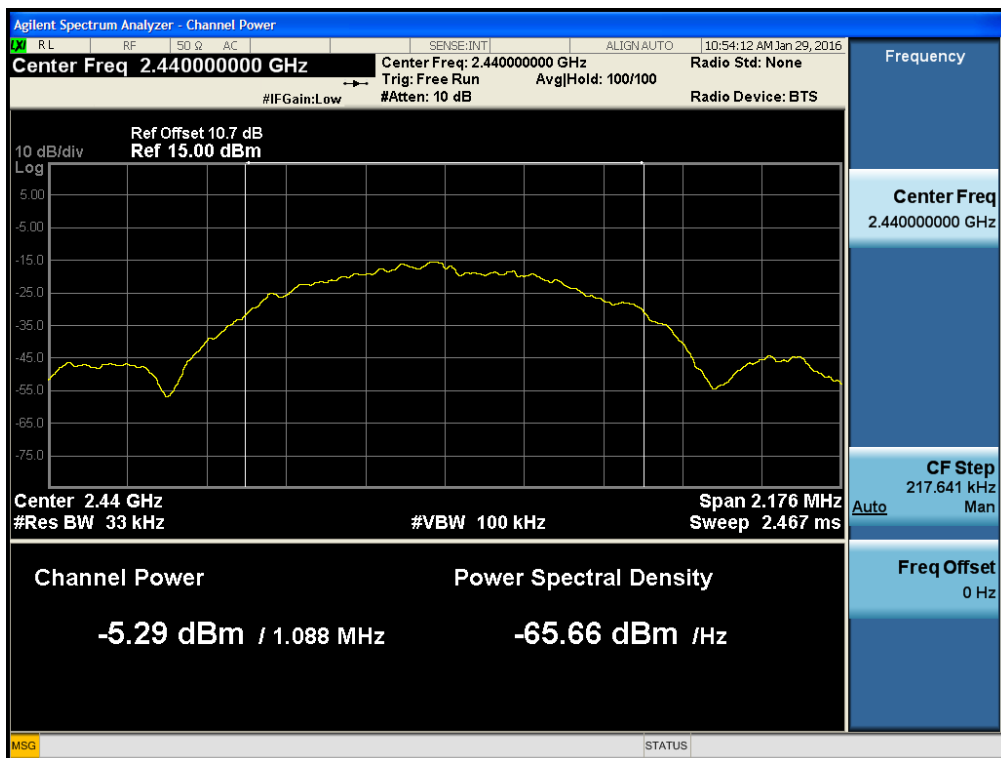 Agilent Spectrum Analyzer - Channel Power
LXI RL RF 50 Ω AC SENSE:INT ALIGN AUTO 10:54:12 AM Jan 29, 2016
Center Freq 2.440000000 GHz
Center Freq: 2.440000000 GHz Radio Std: None
Trig: Free Run Avg|Hold: 100/100
#IFGain:Low #Atten: 10 dB Radio Device: BTS
Ref Offset 10.7 dB
10 dB/div Ref 15.00 dBm
Log
5.00
-5.00
-15.0
-25.0
-35.0
-45.0
-55.0
-65.0
-75.0
Center 2.44 GHz Span 2.176 MHz
#Res BW 33 kHz #VBW 100 kHz Sweep 2.467 ms
Channel Power Power Spectral Density
-5.29 dBm / 1.088 MHz -65.66 dBm /Hz
Frequency
Center Freq
2.440000000 GHz
CF Step
217.641 kHz
Auto Man
Freq Offset
0 Hz
MSG STATUS